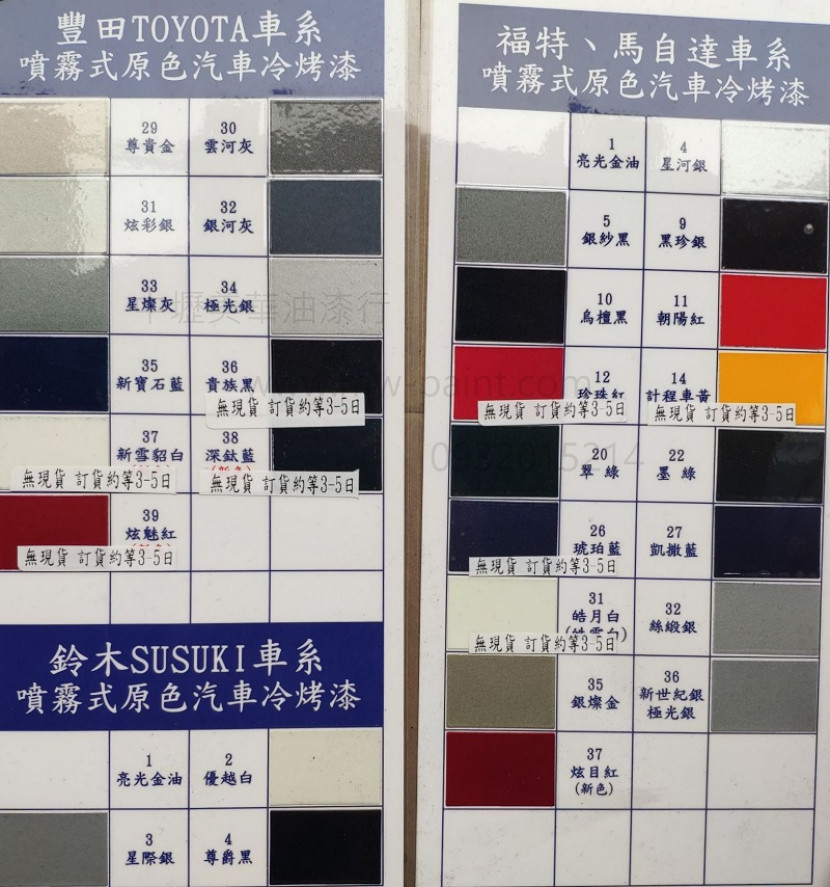 豐田TOYOTA車系
噴霧式原色汽車冷烤漆
29
尊貴金
30
雲河灰
31
炫彩銀
32
銀河灰
33
星燦灰
34
極光銀
35
新寶石藍
36
貴族黑
無現貨 訂貨約等3-5日
37
新雪貂白
38
深鈦藍
無現貨 訂貨約等3-5日
無現貨 訂貨約等3-5日
39
炫魅紅
無現貨 訂貨約等3-5日
鈴木SUSUKI車系
噴霧式原色汽車冷烤漆
1
亮光金油
2
優越白
3
星際銀
4
尊爵黑
福特、馬自達車系
噴霧式原色汽車冷烤漆
1
亮光金油
4
星河銀
5
銀紗黑
9
黑珍銀
10
烏檀黑
11
朝陽紅
12
珍珠紅
14
計程車黃
無現貨 訂貨約等3-5日
無現貨 訂貨約等3-5日
20
翠綠
22
墨綠
26
琥珀藍
27
凱撒藍
無現貨 訂貨約等3-5日
31
皓月白
32
絲緞銀
無現貨 訂貨約等3-5日
35
銀燦金
36
新世紀銀
極光銀
37
炫目紅
(新色)